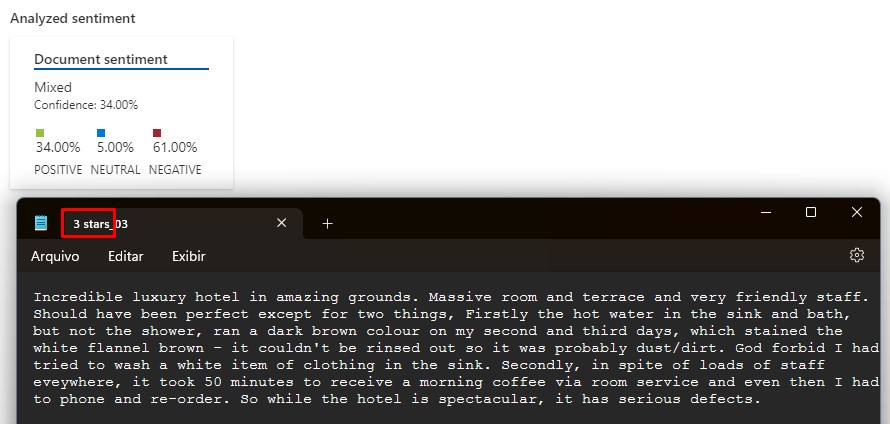 Analyzed sentiment
Document sentiment
Mixed
Confidence: 34.00%
34.00% 5.00% 61.00%
POSITIVE NEUTRAL NEGATIVE
3 stars_03
Arquivo Editar Exibir
Incredible luxury hotel in amazing grounds. Massive room and terrace and very friendly staff.
Should have been perfect except for two things, Firstly the hot water in the sink and bath,
but not the shower, ran a dark brown colour on my second and third days, which stained the
white flannel brown – it couldn't be rinsed out so it was probably dust/dirt. God forbid I had
tried to wash a white item of clothing in the sink. Secondly, in spite of loads of staff
eveywhere, it took 50 minutes to receive a morning coffee via room service and even then I had
to phone and re-order. So while the hotel is spectacular, it has serious defects.